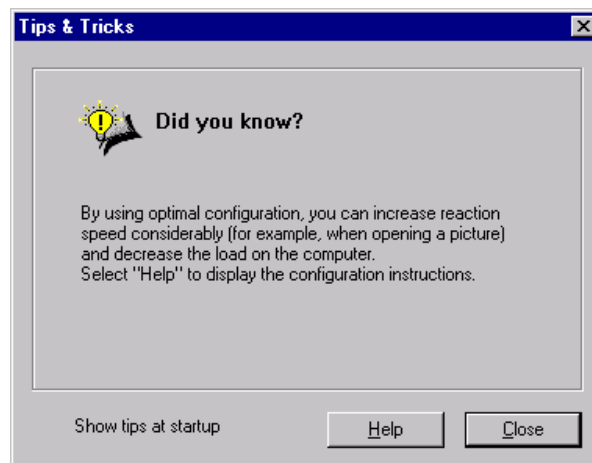 Tips & Tricks
Did you know?
By using optimal configuration, you can increase reaction
speed considerably (for example, when opening a picture)
and decrease the load on the computer.
Select "Help" to display the configuration instructions.
Show tips at startup
Help
Close